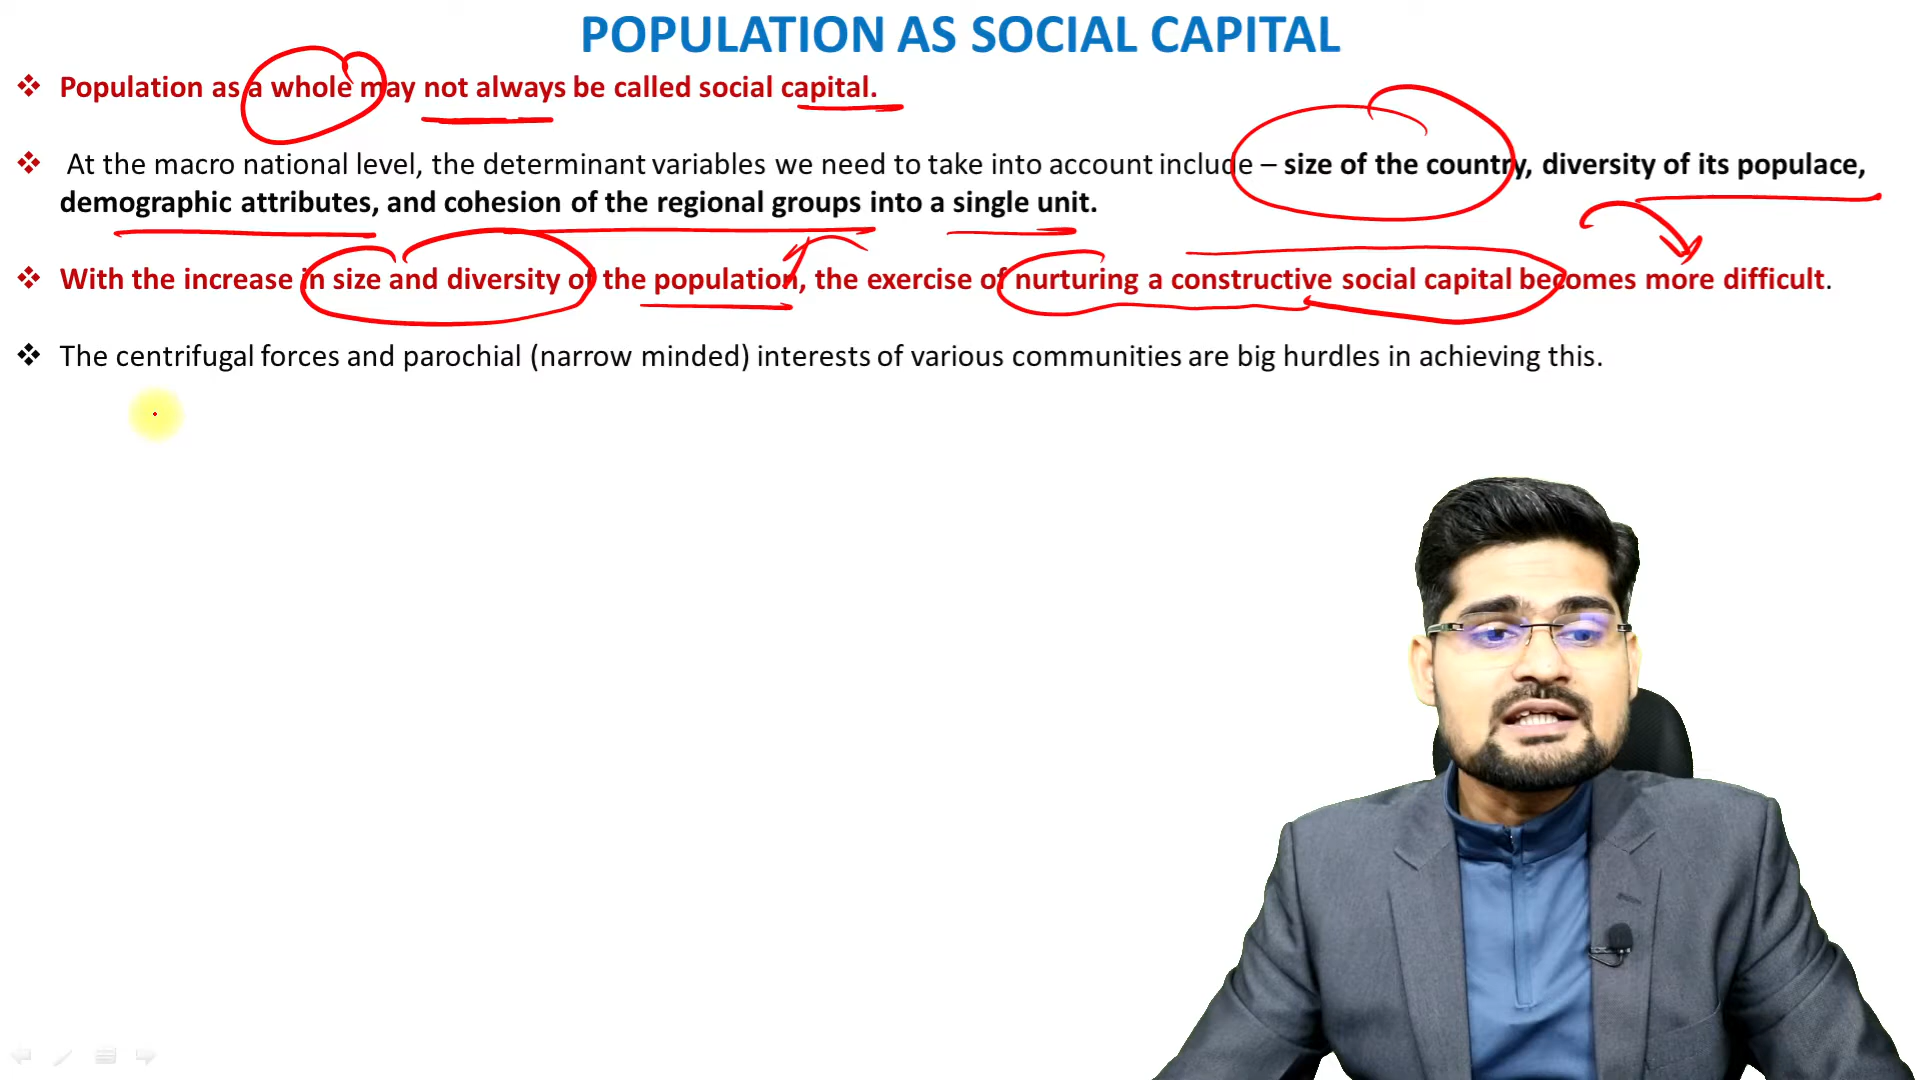 POPULATION AS SOCIAL CAPITAL
Population as a whole may not always be called social capital.
At the macro national level, the determinant variables we need to take into account include – size of the country, diversity of its populace,
demographic attributes, and cohesion of the regional groups into a single unit.
With the increase in size and diversity of the population, the exercise of nurturing a constructive social capital becomes more difficult.
The centrifugal forces and parochial (narrow minded) interests of various communities are big hurdles in achieving this.